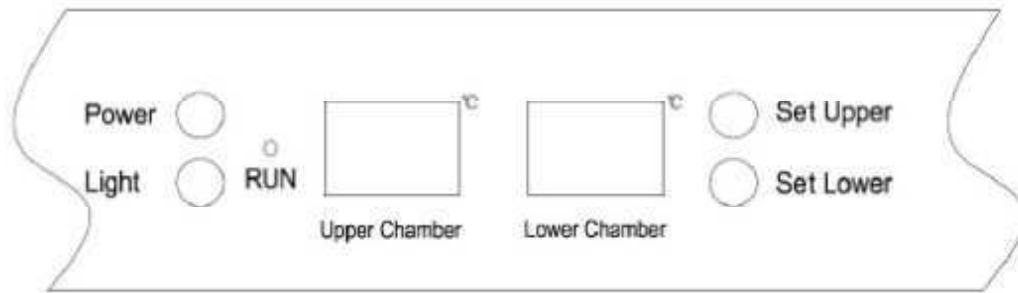 Power
℃
℃
Set Upper
Light
RUN
Set Lower
Upper Chamber
Lower Chamber